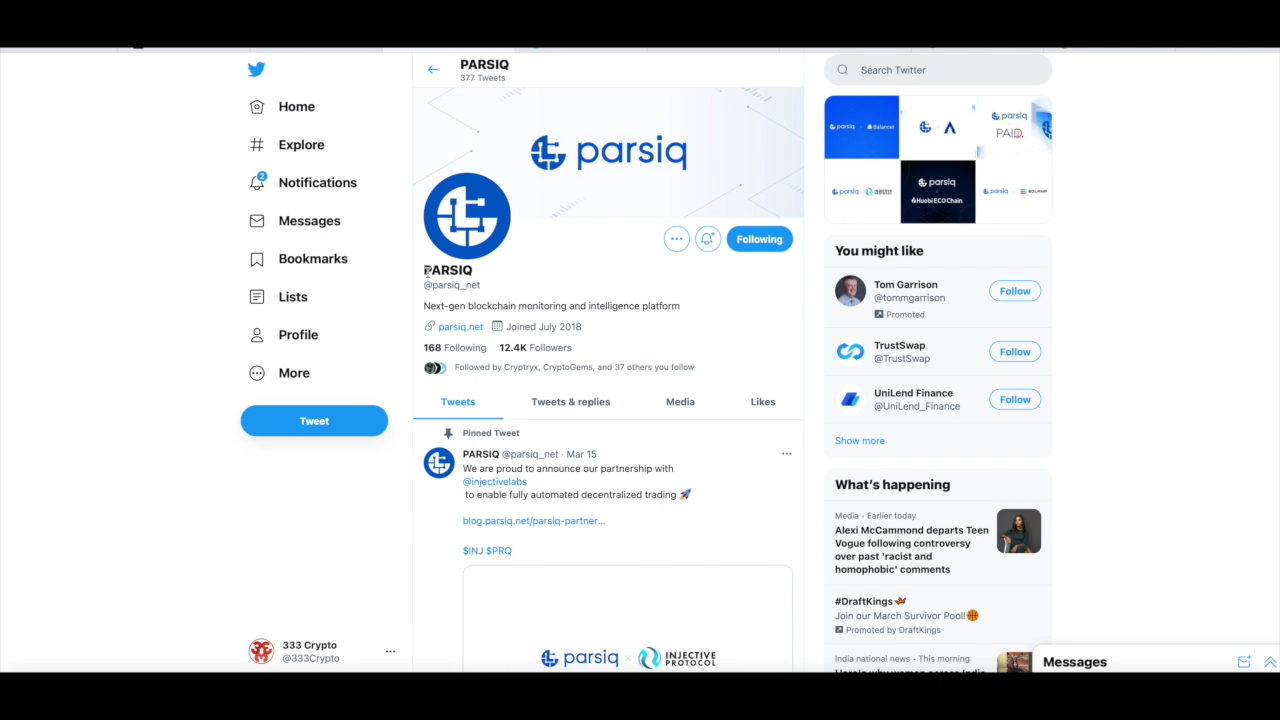 Home
Explore
2
Notifications
Messages
Bookmarks
Lists
Profile
More
Tweet
333 Crypto
@333Crypto
PARSIQ
377 Tweets
parsiq
Following
PARSIQ
@parsiq_net
Next-gen blockchain monitoring and intelligence platform
parsiq.net Joined July 2018
168 Following 12.4K Followers
Followed by Cryptryx, CryptoGems, and 37 others you follow
Tweets Tweets & replies Media Likes
Pinned Tweet
PARSIQ @parsiq_net · Mar 15
We are proud to announce our partnership with
@injectivelabs
to enable fully automated decentralized trading 🚀
blog.parsiq.net/parsiq-partner...
$INJ $PRQ
parsiq × INJECTIVE PROTOCOL
Search Twitter
parsiq Balancer
parsiq
PAID.
parsiq INJECTIVE
parsiq
Huobi ECO Chain
parsiq
You might like
Tom Garrison
@tommgarrison
Promoted
Follow
TrustSwap
@TrustSwap
Follow
UniLend Finance
@UniLend_Finance
Follow
Show more
What's happening
Media · Earlier today
Alexi McCammond departs Teen
Vogue following controversy
over past 'racist and
homophobic' comments
#DraftKings
Join our March Survivor Pool!🏀
Promoted by DraftKings
India national news · This morning
Messages